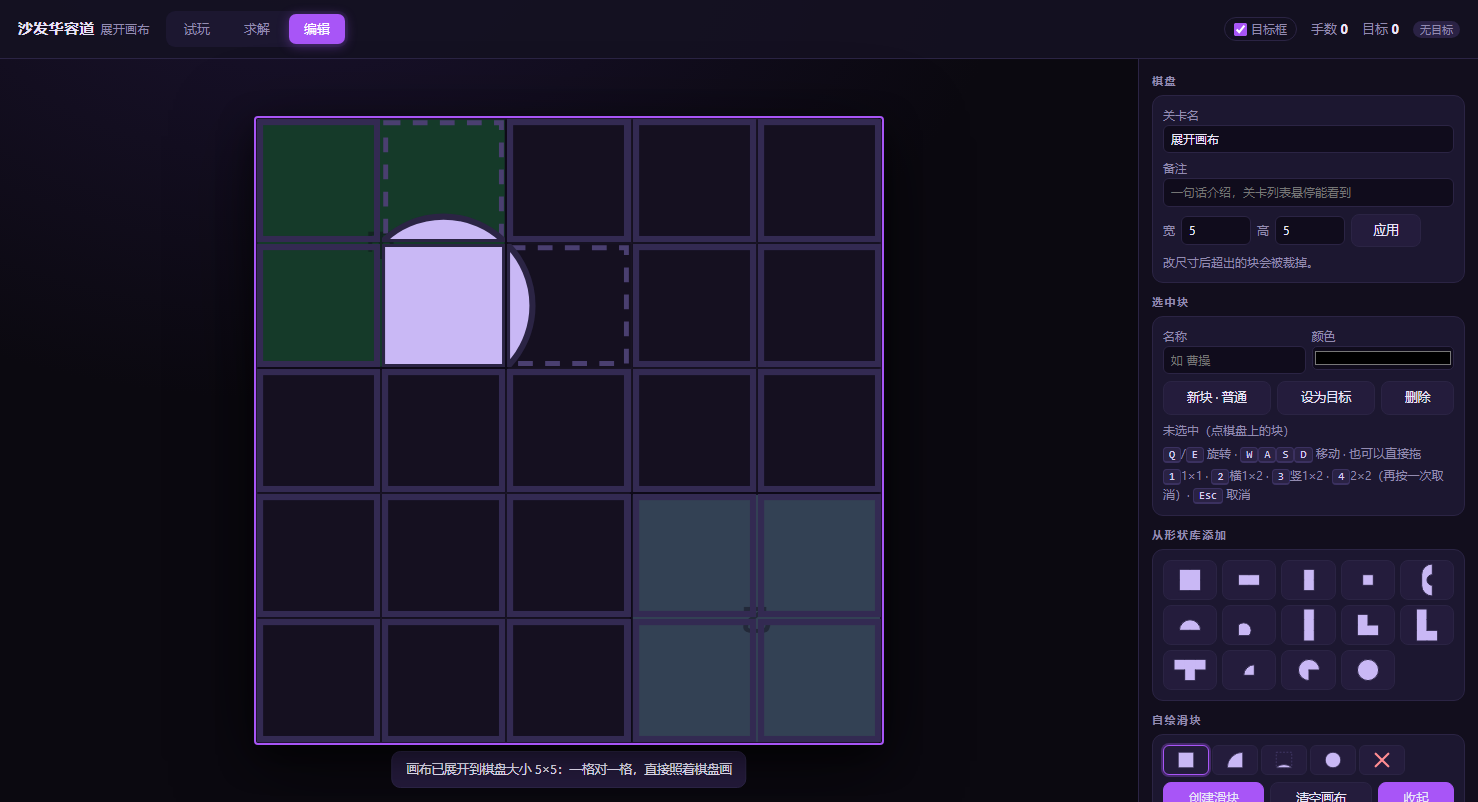 沙发华容道 展开画布 试玩 求解 编辑 目标框 手数 0 目标 0 无目标
棋盘
关卡名
展开画布
备注
一句话介绍，关卡列表悬停能看到
宽 5 高 5 应用
改尺寸后超出的块会被裁掉。
选中块
名称 颜色
如 曹操
新块 · 普通 设为目标 删除
未选中（点棋盘上的块）
Q/E 旋转 · W A S D 移动 · 也可以直接拖
1 1×1 · 2 横1×2 · 3 竖1×2 · 4 2×2（再按一次取
消）· Esc 取消
从形状库添加
自绘滑块
创建滑块 清空画布 收起
画布已展开到棋盘大小 5×5：一格对一格，直接照着棋盘画